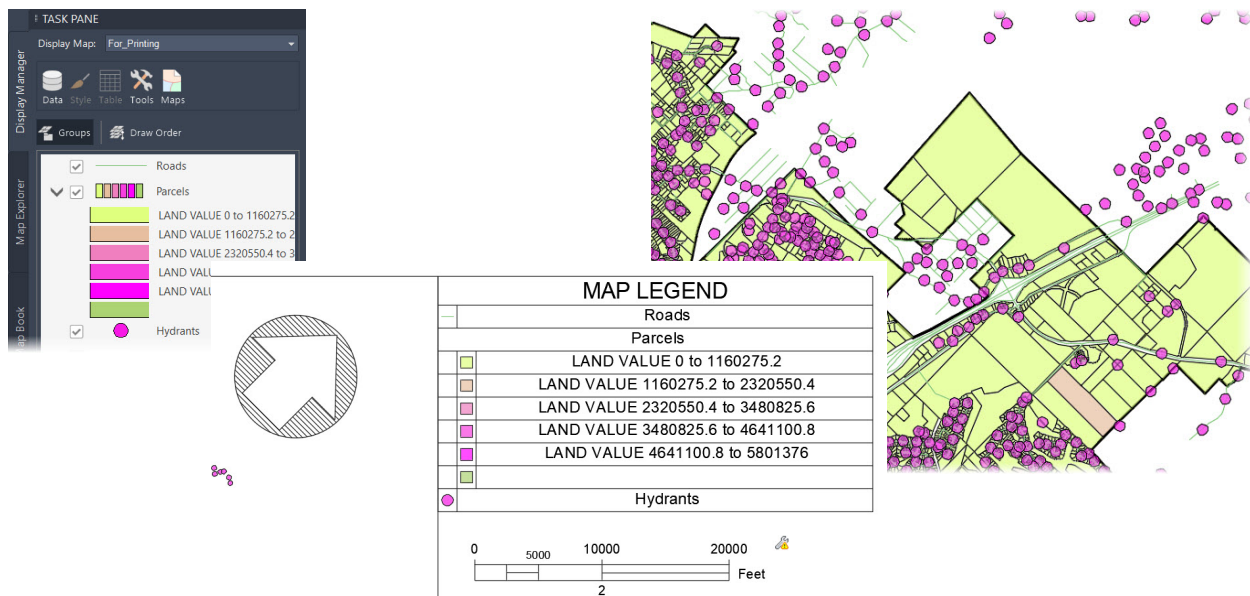 TASK PANE
Display Map: For_Printing
Display Manager
Map Explorer
Map Book
Data Style Table Tools Maps
Groups Draw Order
Roads
Parcels
LAND VALUE 0 to 1160275.2
LAND VALUE 1160275.2 to 2
LAND VALUE 2320550.4 to 3
LAND VALU
LAND VALU
Hydrants
MAP LEGEND
Roads
Parcels
LAND VALUE 0 to 1160275.2
LAND VALUE 1160275.2 to 2320550.4
LAND VALUE 2320550.4 to 3480825.6
LAND VALUE 3480825.6 to 4641100.8
LAND VALUE 4641100.8 to 5801376
Hydrants
0 5000 10000 20000
Feet
2